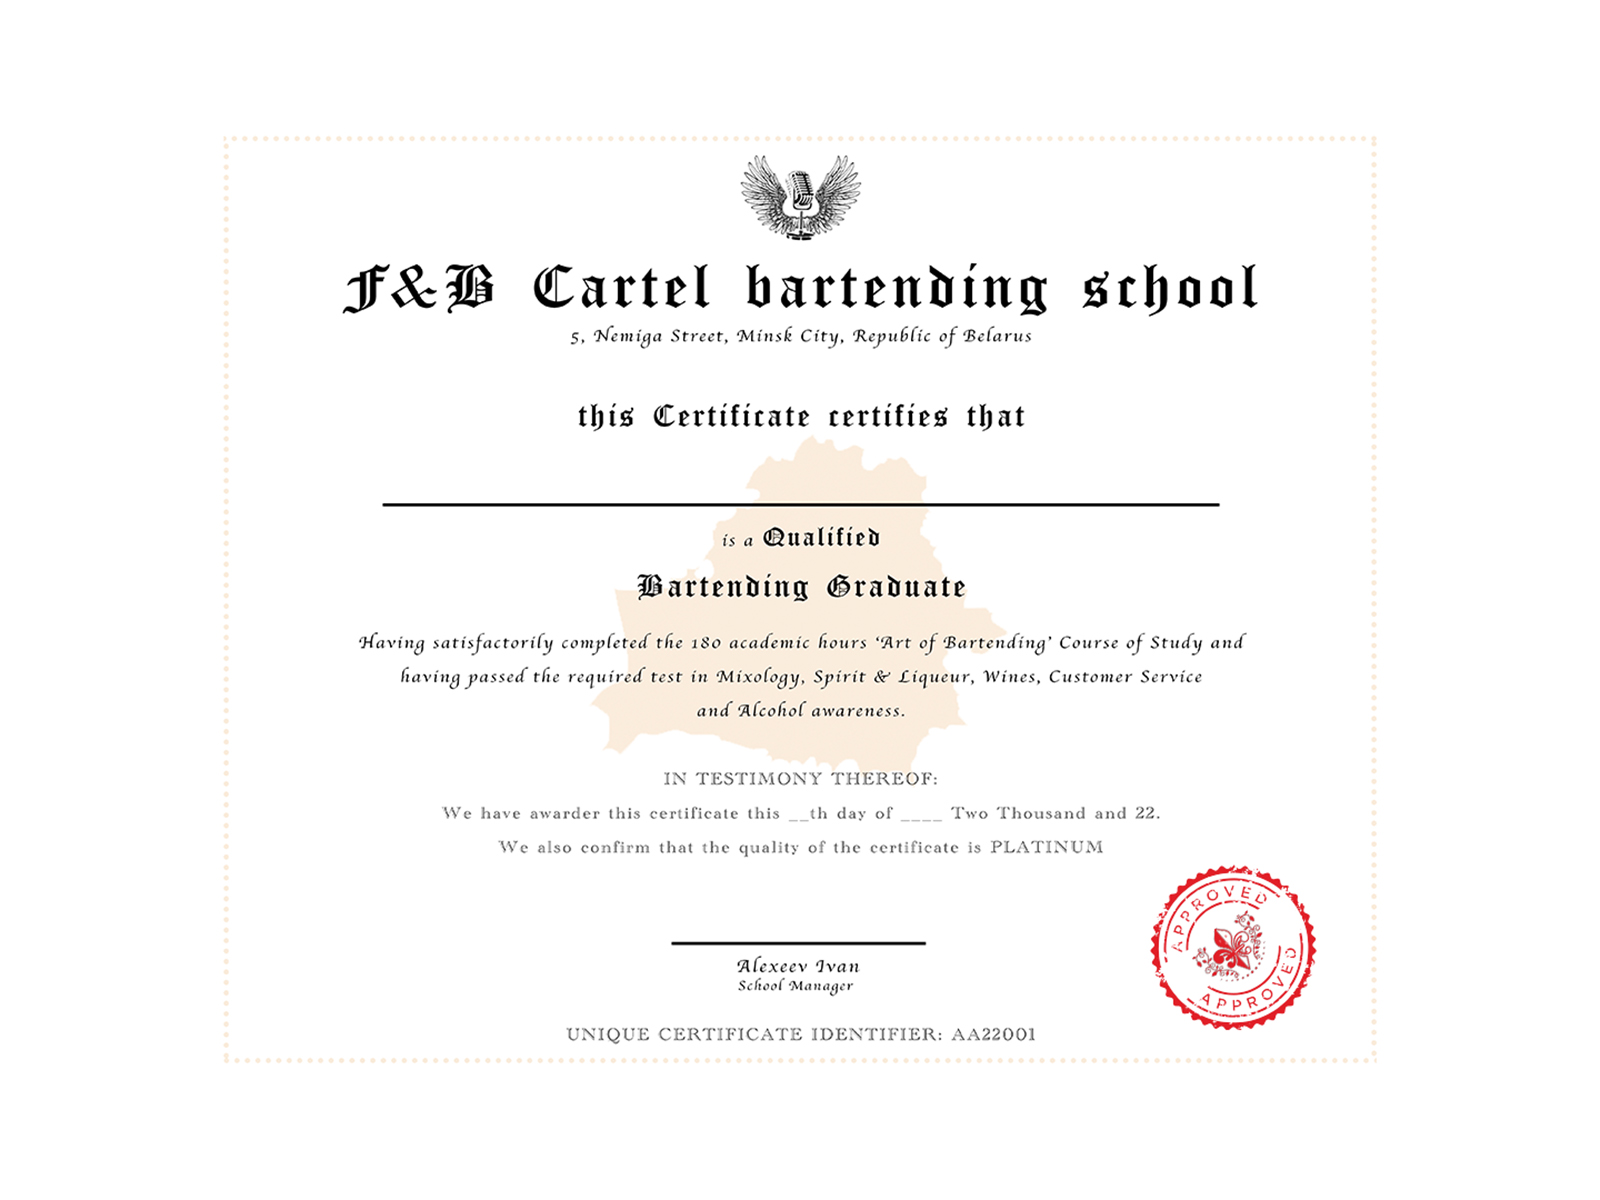 F&B Cartel bartending school
5, Nemiga Street, Minsk City, Republic of Belarus
this Certificate certifies that
is a Qualified
Bartending Graduate
Having satisfactorily completed the 180 academic hours ‘Art of Bartending’ Course of Study and
having passed the required test in Mixology, Spirit & Liqueur, Wines, Customer Service
and Alcohol awareness.
IN TESTIMONY THEREOF:
We have awarder this certificate this __th day of ____ Two Thousand and 22.
We also confirm that the quality of the certificate is PLATINUM
APPROVED
APPROVED
Alexeev Ivan
School Manager
UNIQUE CERTIFICATE IDENTIFIER: AA22001